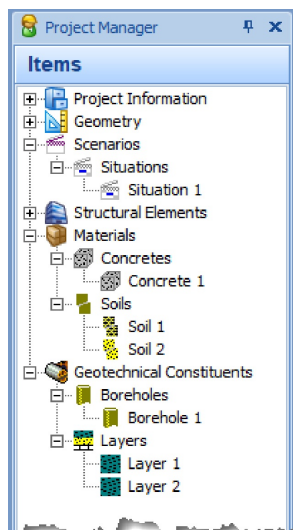 Project Manager
Items
Project Information
Geometry
Scenarios
Situations
Situation 1
Structural Elements
Materials
Concretes
Concrete 1
Soils
Soil 1
Soil 2
Geotechnical Constituents
Boreholes
Borehole 1
Layers
Layer 1
Layer 2